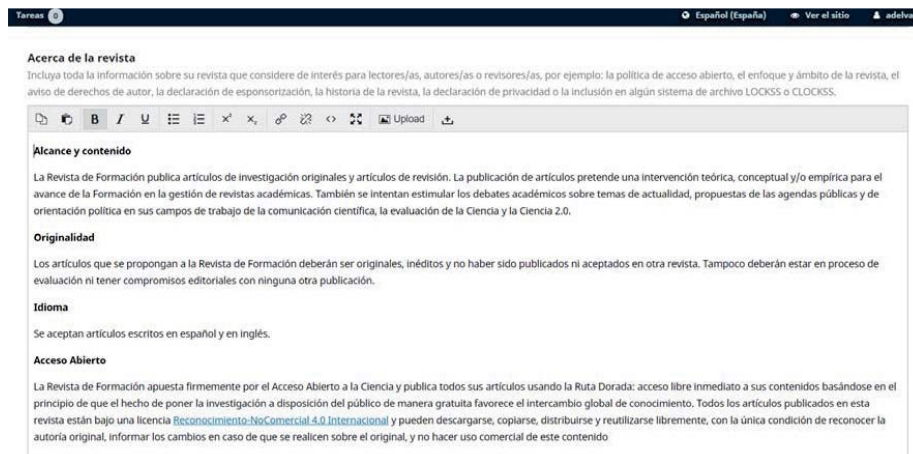 Tareas 0 Español (España) Ver el sitio adelva
Acerca de la revista
Incluya toda la información sobre su revista que considere de interés para lectores/as, autores/as o revisores/as, por ejemplo: la política de acceso abierto, el enfoque y ámbito de la revista, el
aviso de derechos de autor, la declaración de esponsorización, la historia de la revista, la declaración de privacidad o la inclusión en algún sistema de archivo LOCKSS o CLOCKSS.
B I U x² x₂ Upload
Alcance y contenido
La Revista de Formación publica artículos de investigación originales y artículos de revisión. La publicación de artículos pretende una intervención teórica, conceptual y/o empírica para el
avance de la Formación en la gestión de revistas académicas. También se intentan estimular los debates académicos sobre temas de actualidad, propuestas de las agendas públicas y de
orientación política en sus campos de trabajo de la comunicación científica, la evaluación de la Ciencia y la Ciencia 2.0.
Originalidad
Los artículos que se propongan a la Revista de Formación deberán ser originales, inéditos y no haber sido publicados ni aceptados en otra revista. Tampoco deberán estar en proceso de
evaluación ni tener compromisos editoriales con ninguna otra publicación.
Idioma
Se aceptan artículos escritos en español y en inglés.
Acceso Abierto
La Revista de Formación apuesta firmemente por el Acceso Abierto a la Ciencia y publica todos sus artículos usando la Ruta Dorada: acceso libre inmediato a sus contenidos basándose en el
principio de que el hecho de poner la investigación a disposición del público de manera gratuita favorece el intercambio global de conocimiento. Todos los artículos publicados en esta
revista están bajo una licencia Reconocimiento-NoComercial 4.0 Internacional y pueden descargarse, copiarse, distribuirse y reutilizarse libremente, con la única condición de reconocer la
autoría original, informar los cambios en caso de que se realicen sobre el original, y no hacer uso comercial de este contenido